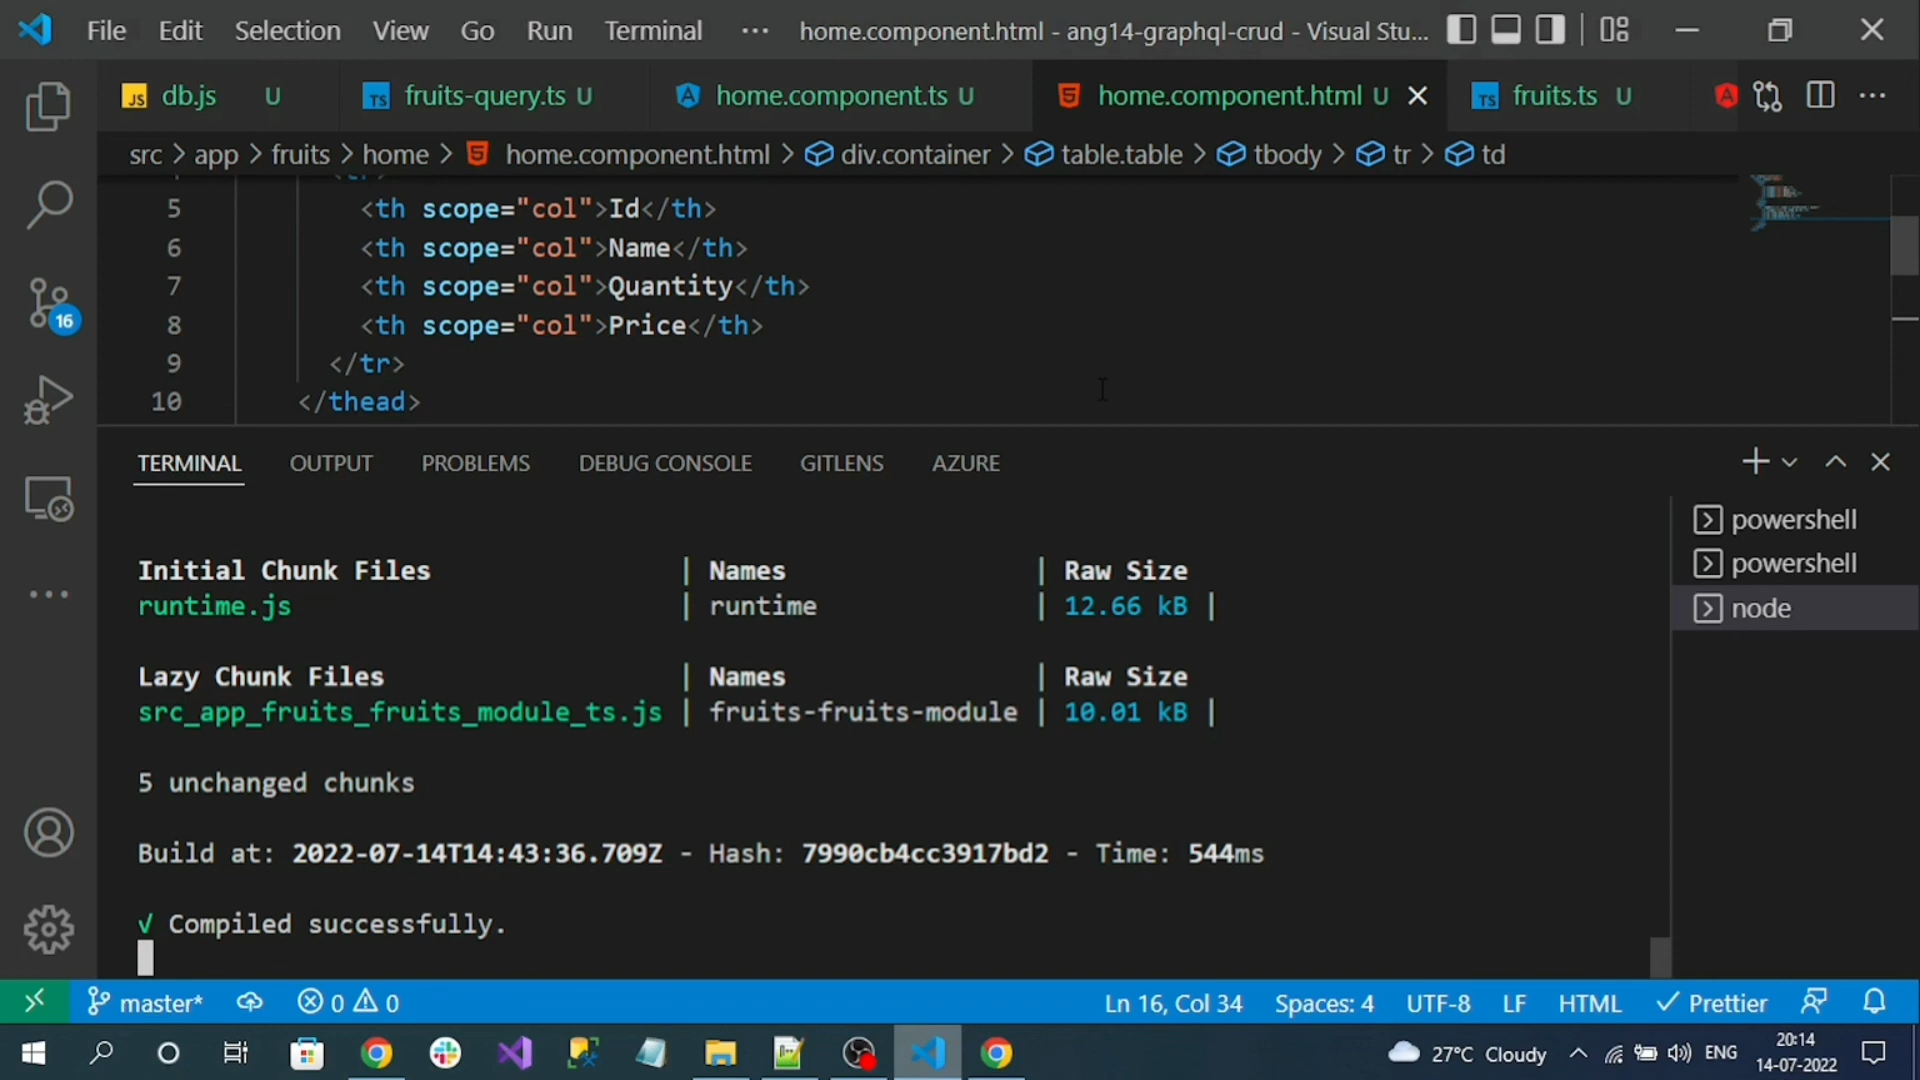 File Edit Selection View Go Run Terminal ··· home.component.html - ang14-graphql-crud - Visual Stu...
JS db.js U TS fruits-query.ts U home.component.ts U home.component.html U TS fruits.ts U
src > app > fruits > home > home.component.html > div.container > table.table > tbody > tr > td
5 <th scope="col">Id</th>
6 <th scope="col">Name</th>
7 <th scope="col">Quantity</th>
8 <th scope="col">Price</th>
9 </tr>
10 </thead>
16
TERMINAL OUTPUT PROBLEMS DEBUG CONSOLE GITLENS AZURE
powershell
powershell
node
Initial Chunk Files | Names | Raw Size
runtime.js | runtime | 12.66 kB |
Lazy Chunk Files | Names | Raw Size
src_app_fruits_fruits_module_ts.js | fruits-fruits-module | 10.01 kB |
5 unchanged chunks
Build at: 2022-07-14T14:43:36.709Z - Hash: 7990cb4cc3917bd2 - Time: 544ms
√ Compiled successfully.
master* 0 0 Ln 16, Col 34 Spaces: 4 UTF-8 LF HTML Prettier
27°C Cloudy ENG 20:14
14-07-2022